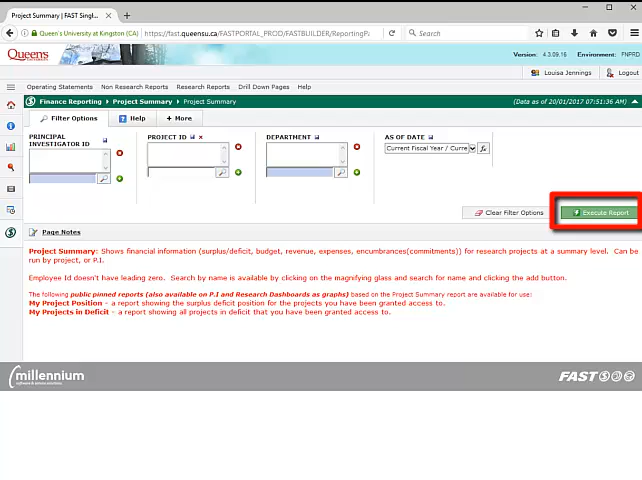 Project Summary | FAST Singl...
Queen's University at Kingston (CA)
https://fast.queensu.ca/FASTPORTAL_PROD/FASTBUILDER/ReportingPa
Search
Queen's
UNIVERSITY
Version: 4.3.09.16 Environment: FNPRD
Louisa Jennings
Logout
Operating Statements Non Research Reports Research Reports Drill Down Pages Help
Finance Reporting ▸ Project Summary ▸ Project Summary
(Data as of 20/01/2017 07:51:36 AM)
Filter Options
Help
+ More
PRINCIPAL
INVESTIGATOR ID
PROJECT ID
DEPARTMENT
AS OF DATE
Current Fiscal Year / Curre
fx
Clear Filter Options
Execute Report
Page Notes
Project Summary: Shows financial information (surplus/deficit, budget, revenue, expenses, encumbrances(commitments)) for research projects at a summary level. Can be
run by project, or P.I.
Employee Id doesn't have leading zero. Search by name is available by clicking on the magnifying glass and search for name and clicking the add button.
The following public pinned reports (also available on P.I and Research Dashboards as graphs) based on the Project Summary report are available for use:
My Project Position - a report showing the surplus deficit position for the projects you have granted access to.
My Projects in Deficit - a report showing all projects in deficit that you have been granted access to.
millennium
software & service solutions
FAST